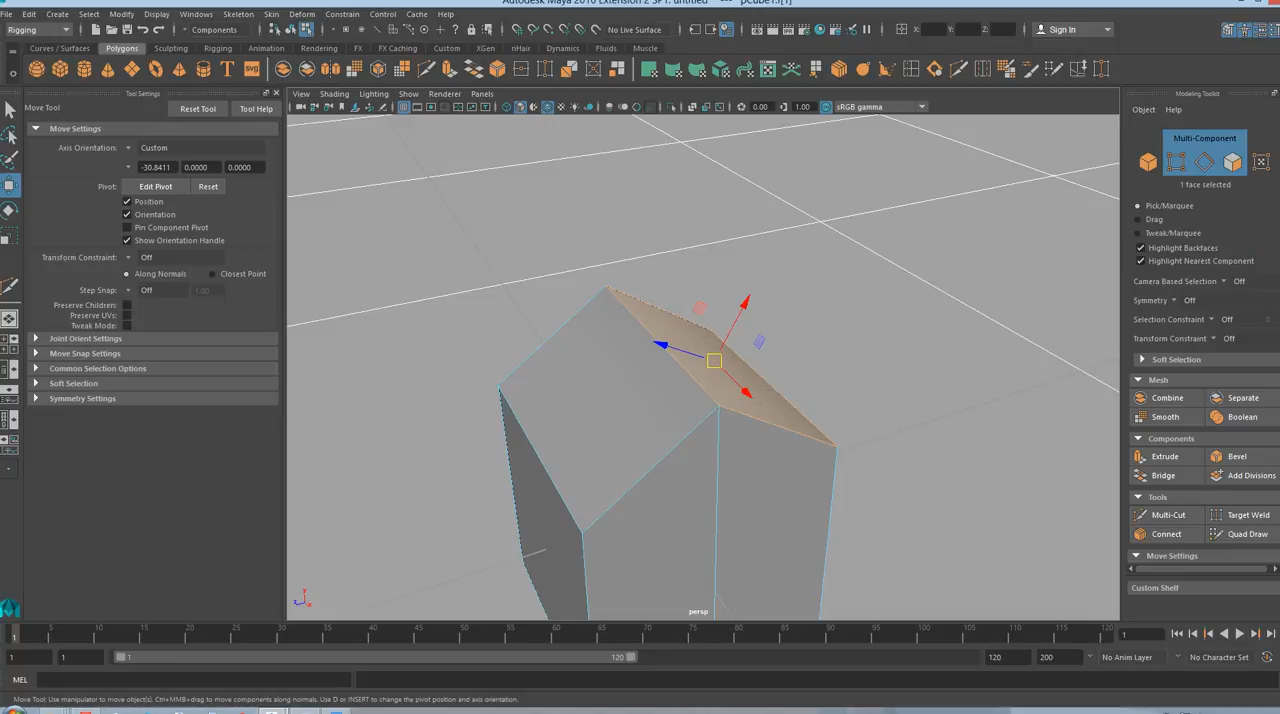 Autodesk Maya 2016 Extension 2 SP1: untitled --- pCube1.f[1]
File Edit Create Select Modify Display Windows Skeleton Skin Deform Constrain Control Cache Help
Rigging Components No Live Surface X: Y: Z: Sign In
Curves / Surfaces Polygons Sculpting Rigging Animation Rendering FX FX Caching Custom XGen nHair Dynamics Fluids Muscle
T SVG
Tool Settings
Move Tool Reset Tool Tool Help
Move Settings
Axis Orientation: Custom
-30.8411 0.0000 0.0000
Pivot: Edit Pivot Reset
Position
Orientation
Pin Component Pivot
Show Orientation Handle
Transform Constraint: Off
Along Normals Closest Point
Step Snap: Off 1.00
Preserve Children:
Preserve UVs:
Tweak Mode:
Joint Orient Settings
Move Snap Settings
Common Selection Options
Soft Selection
Symmetry Settings
View Shading Lighting Show Renderer Panels
0.00 1.00 sRGB gamma
persp
Modeling Toolkit
Object Help
Multi-Component
1 face selected
Pick/Marquee
Drag
Tweak/Marquee
Highlight Backfaces
Highlight Nearest Component
Camera Based Selection Off
Symmetry Off
Selection Constraint Off 0
Transform Constraint Off
Soft Selection
Mesh
Combine Separate
Smooth Boolean
Components
Extrude Bevel
Bridge Add Divisions
Tools
Multi-Cut Target Weld
Connect Quad Draw
Move Settings
Custom Shelf
1 5 10 15 20 25 30 35 40 45 50 55 60 65 70 75 80 85 90 95 100 105 110 115 120 1
1 1 1 120 120 200 No Anim Layer No Character Set
MEL
Move Tool: Use manipulator to move object(s). Ctrl+MMB+drag to move components along normals. Use D or INSERT to change the pivot position and axis orientation.